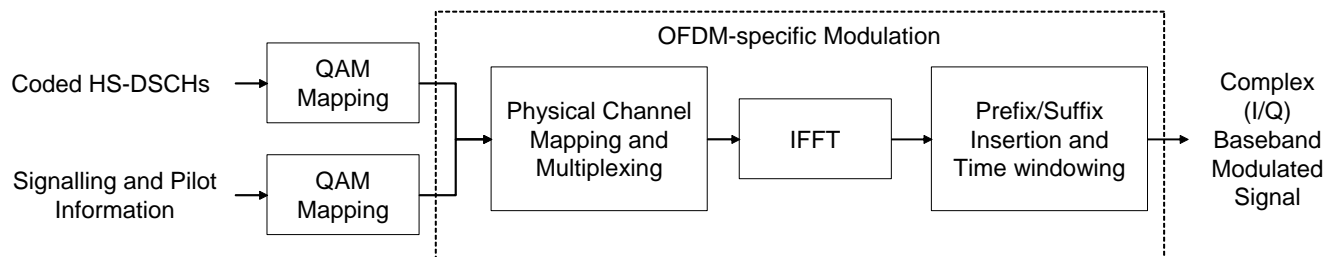 OFDM-specific Modulation
Coded HS-DSCHs
QAM
Mapping
Signalling and Pilot
Information
QAM
Mapping
Physical Channel
Mapping and
Multiplexing
IFFT
Prefix/Suffix
Insertion and
Time windowing
Complex
(I/Q)
Baseband
Modulated
Signal